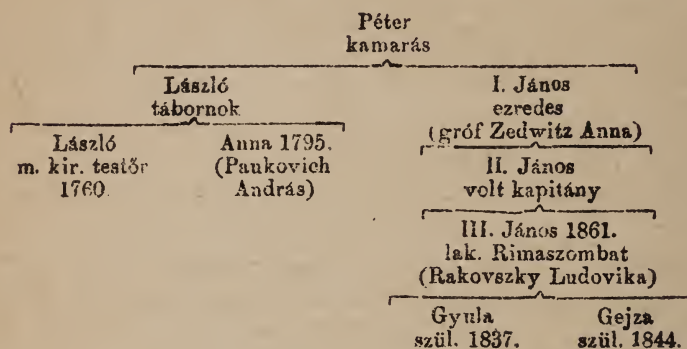 Péter
kamarás
László
tábornok
I. János
ezredes
(gróf Zedwitz Anna)
László
m. kir. testőr
1760.
Anna 1795.
(Paukovich
András)
II. János
volt kapitány
III. János 1861.
lak. Rimaszombat
(Rakovszky Ludovika)
Gyula
szül. 1837.
Gejza
szül. 1844.